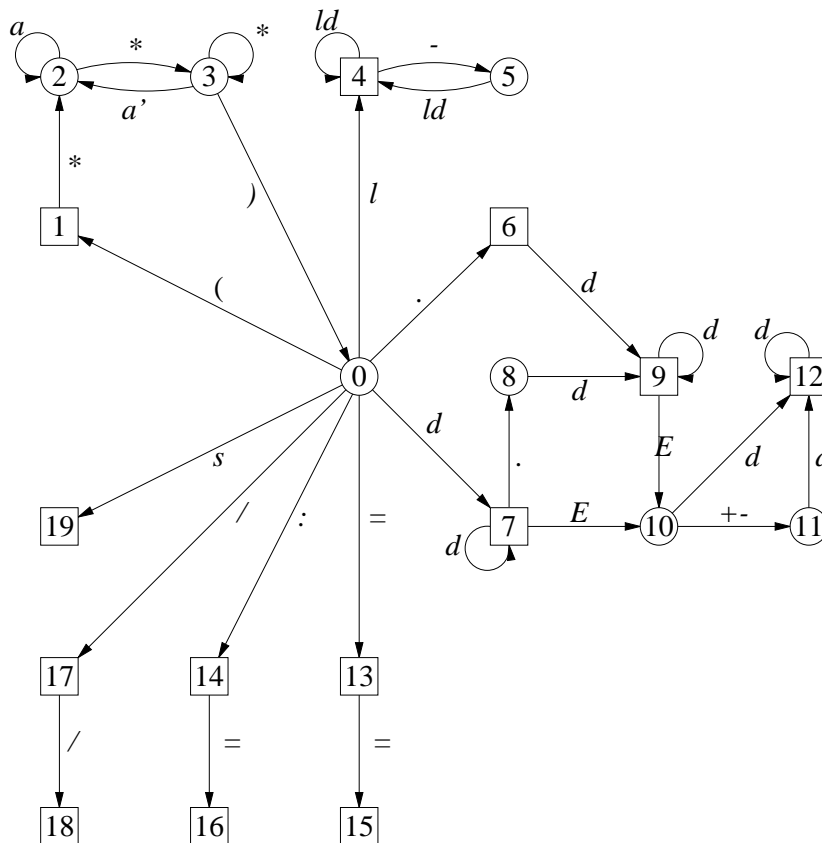 a * *
2 3
a'
ld -
4 5
ld
* ) l
1 6
( . d
0 8 9 12
d d d d
s / : = . E d d
19 7 E 10 +- 11
d
17 14 13
/ = =
18 16 15